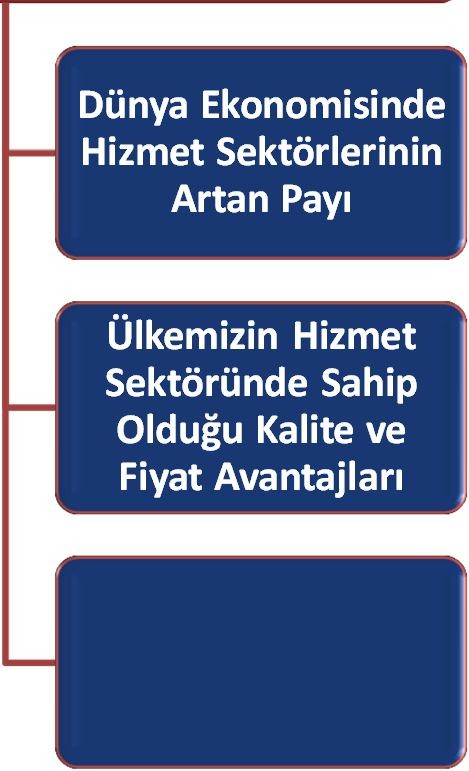 Dünya Ekonomisinde
Hizmet Sektörlerinin
Artan Payı
Ülkemizin Hizmet
Sektöründe Sahip
Olduğu Kalite ve
Fiyat Avantajları